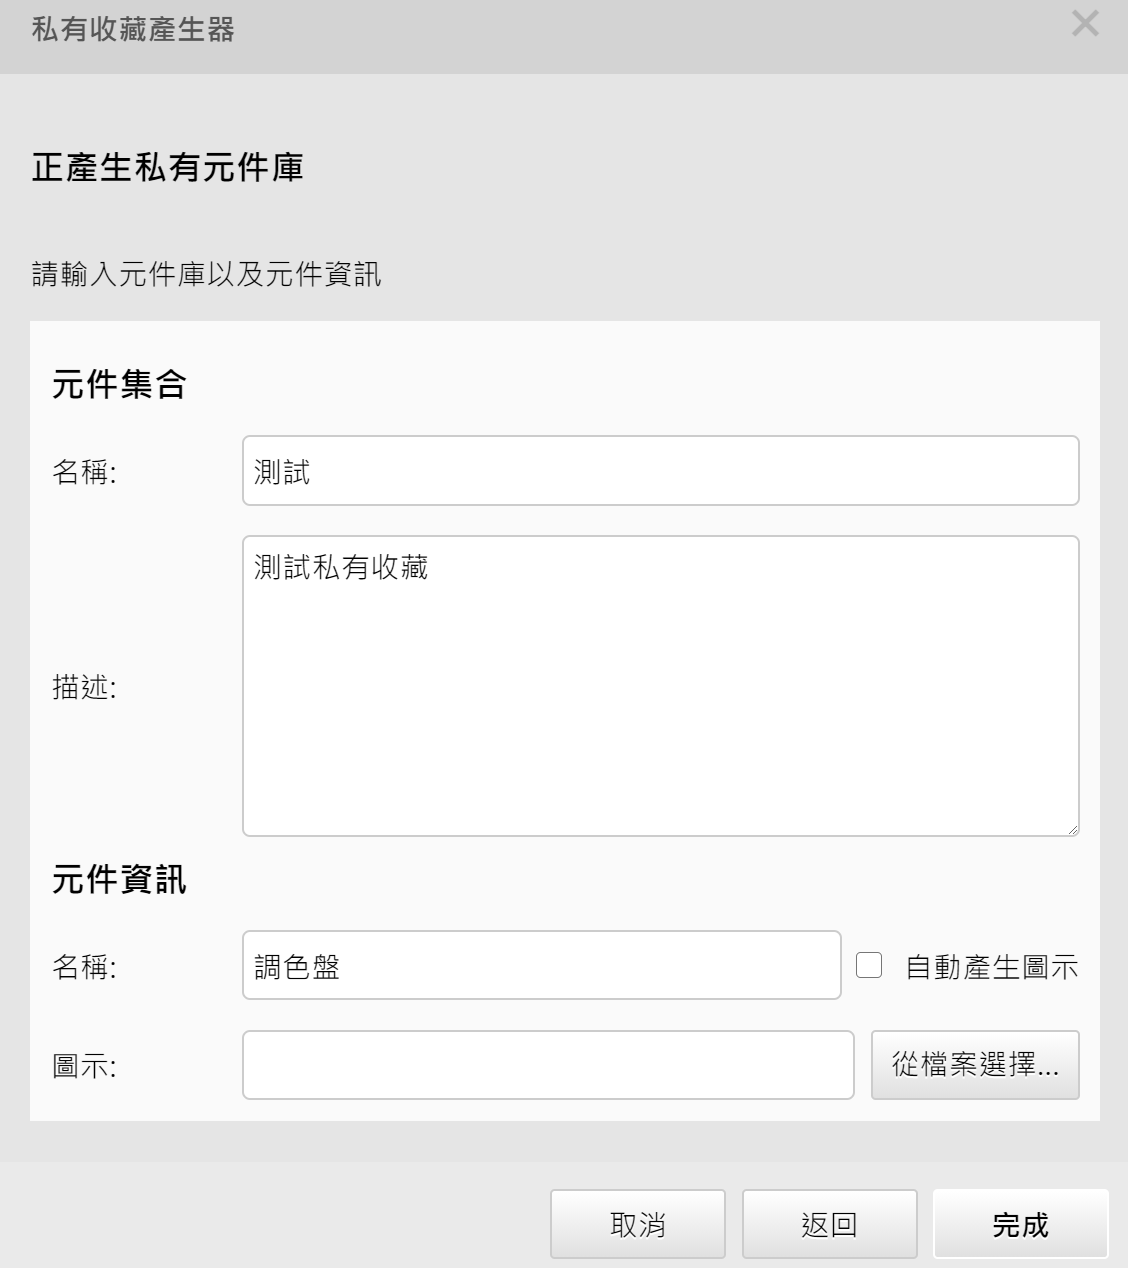 私有收藏產生器
正產生私有元件庫
請輸入元件庫以及元件資訊
元件集合
名稱: 測試
測試私有收藏
描述:
元件資訊
名稱: 調色盤 自動產生圖示
圖示: 從檔案選擇...
取消 返回 完成